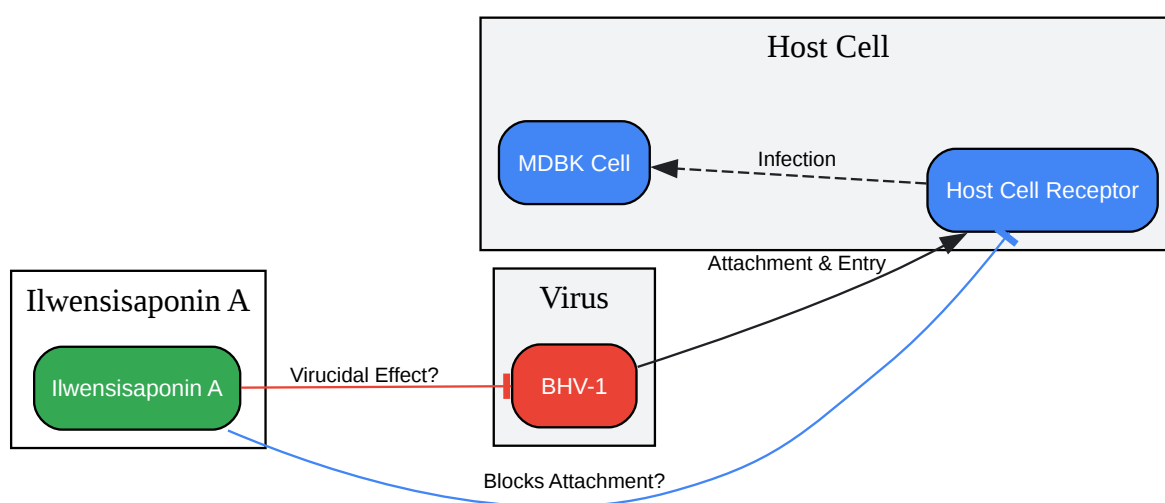 Host Cell
MDBK Cell
Infection
Host Cell Receptor
Attachment & Entry
Ilwensisaponin A
Virus
Ilwensisaponin A
Virucidal Effect?
BHV-1
Blocks Attachment?